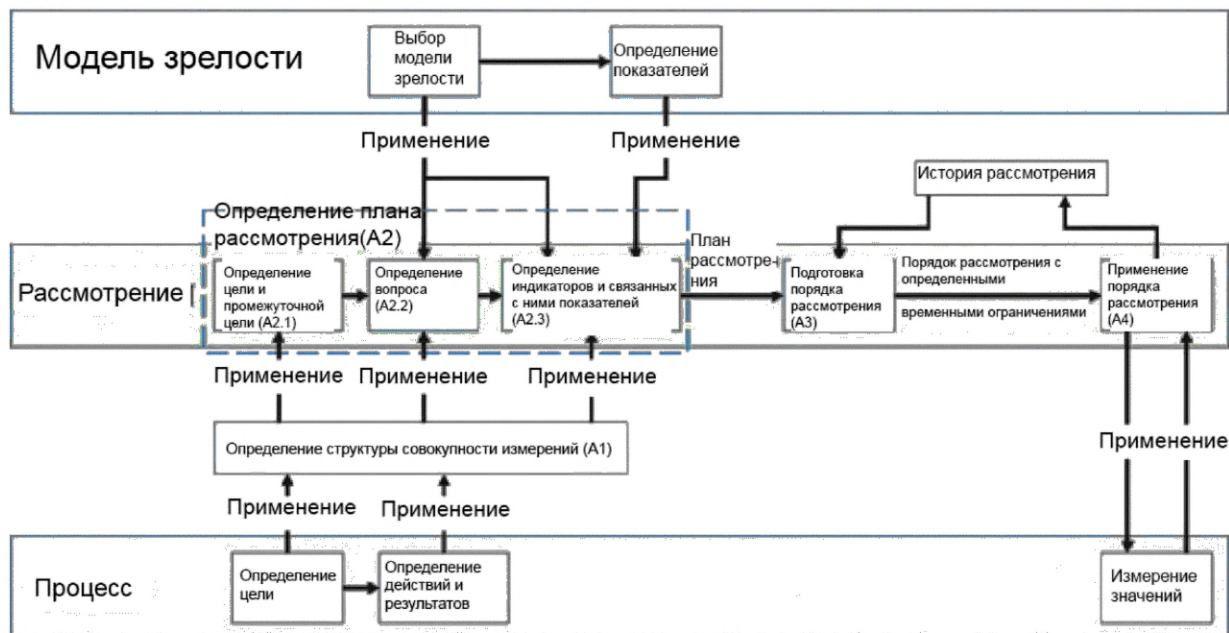 Модель зрелости
Выбор
модели
зрелости
Определение
показателей
Применение
Применение
История рассмотрения
Определение плана
рассмотрения(А2)
Рассмотрение
Определение
цели и
промежуточной
цели (А2.1)
Определение
вопроса
(А2.2)
Определение
индикаторов и связанных
с ними показателей
(А2.3)
План
рассмотре-
ния
Подготовка
порядка
рассмотрения
(А3)
Порядок рассмотрения с
определенными
временными ограничениями
Применение
порядка
рассмотрения
(А4)
Применение
Применение
Применение
Определение структуры совокупности измерений (А1)
Применение
Применение
Применение
Процесс
Определение
цели
Определение
действий и
результатов
Измерение
значений